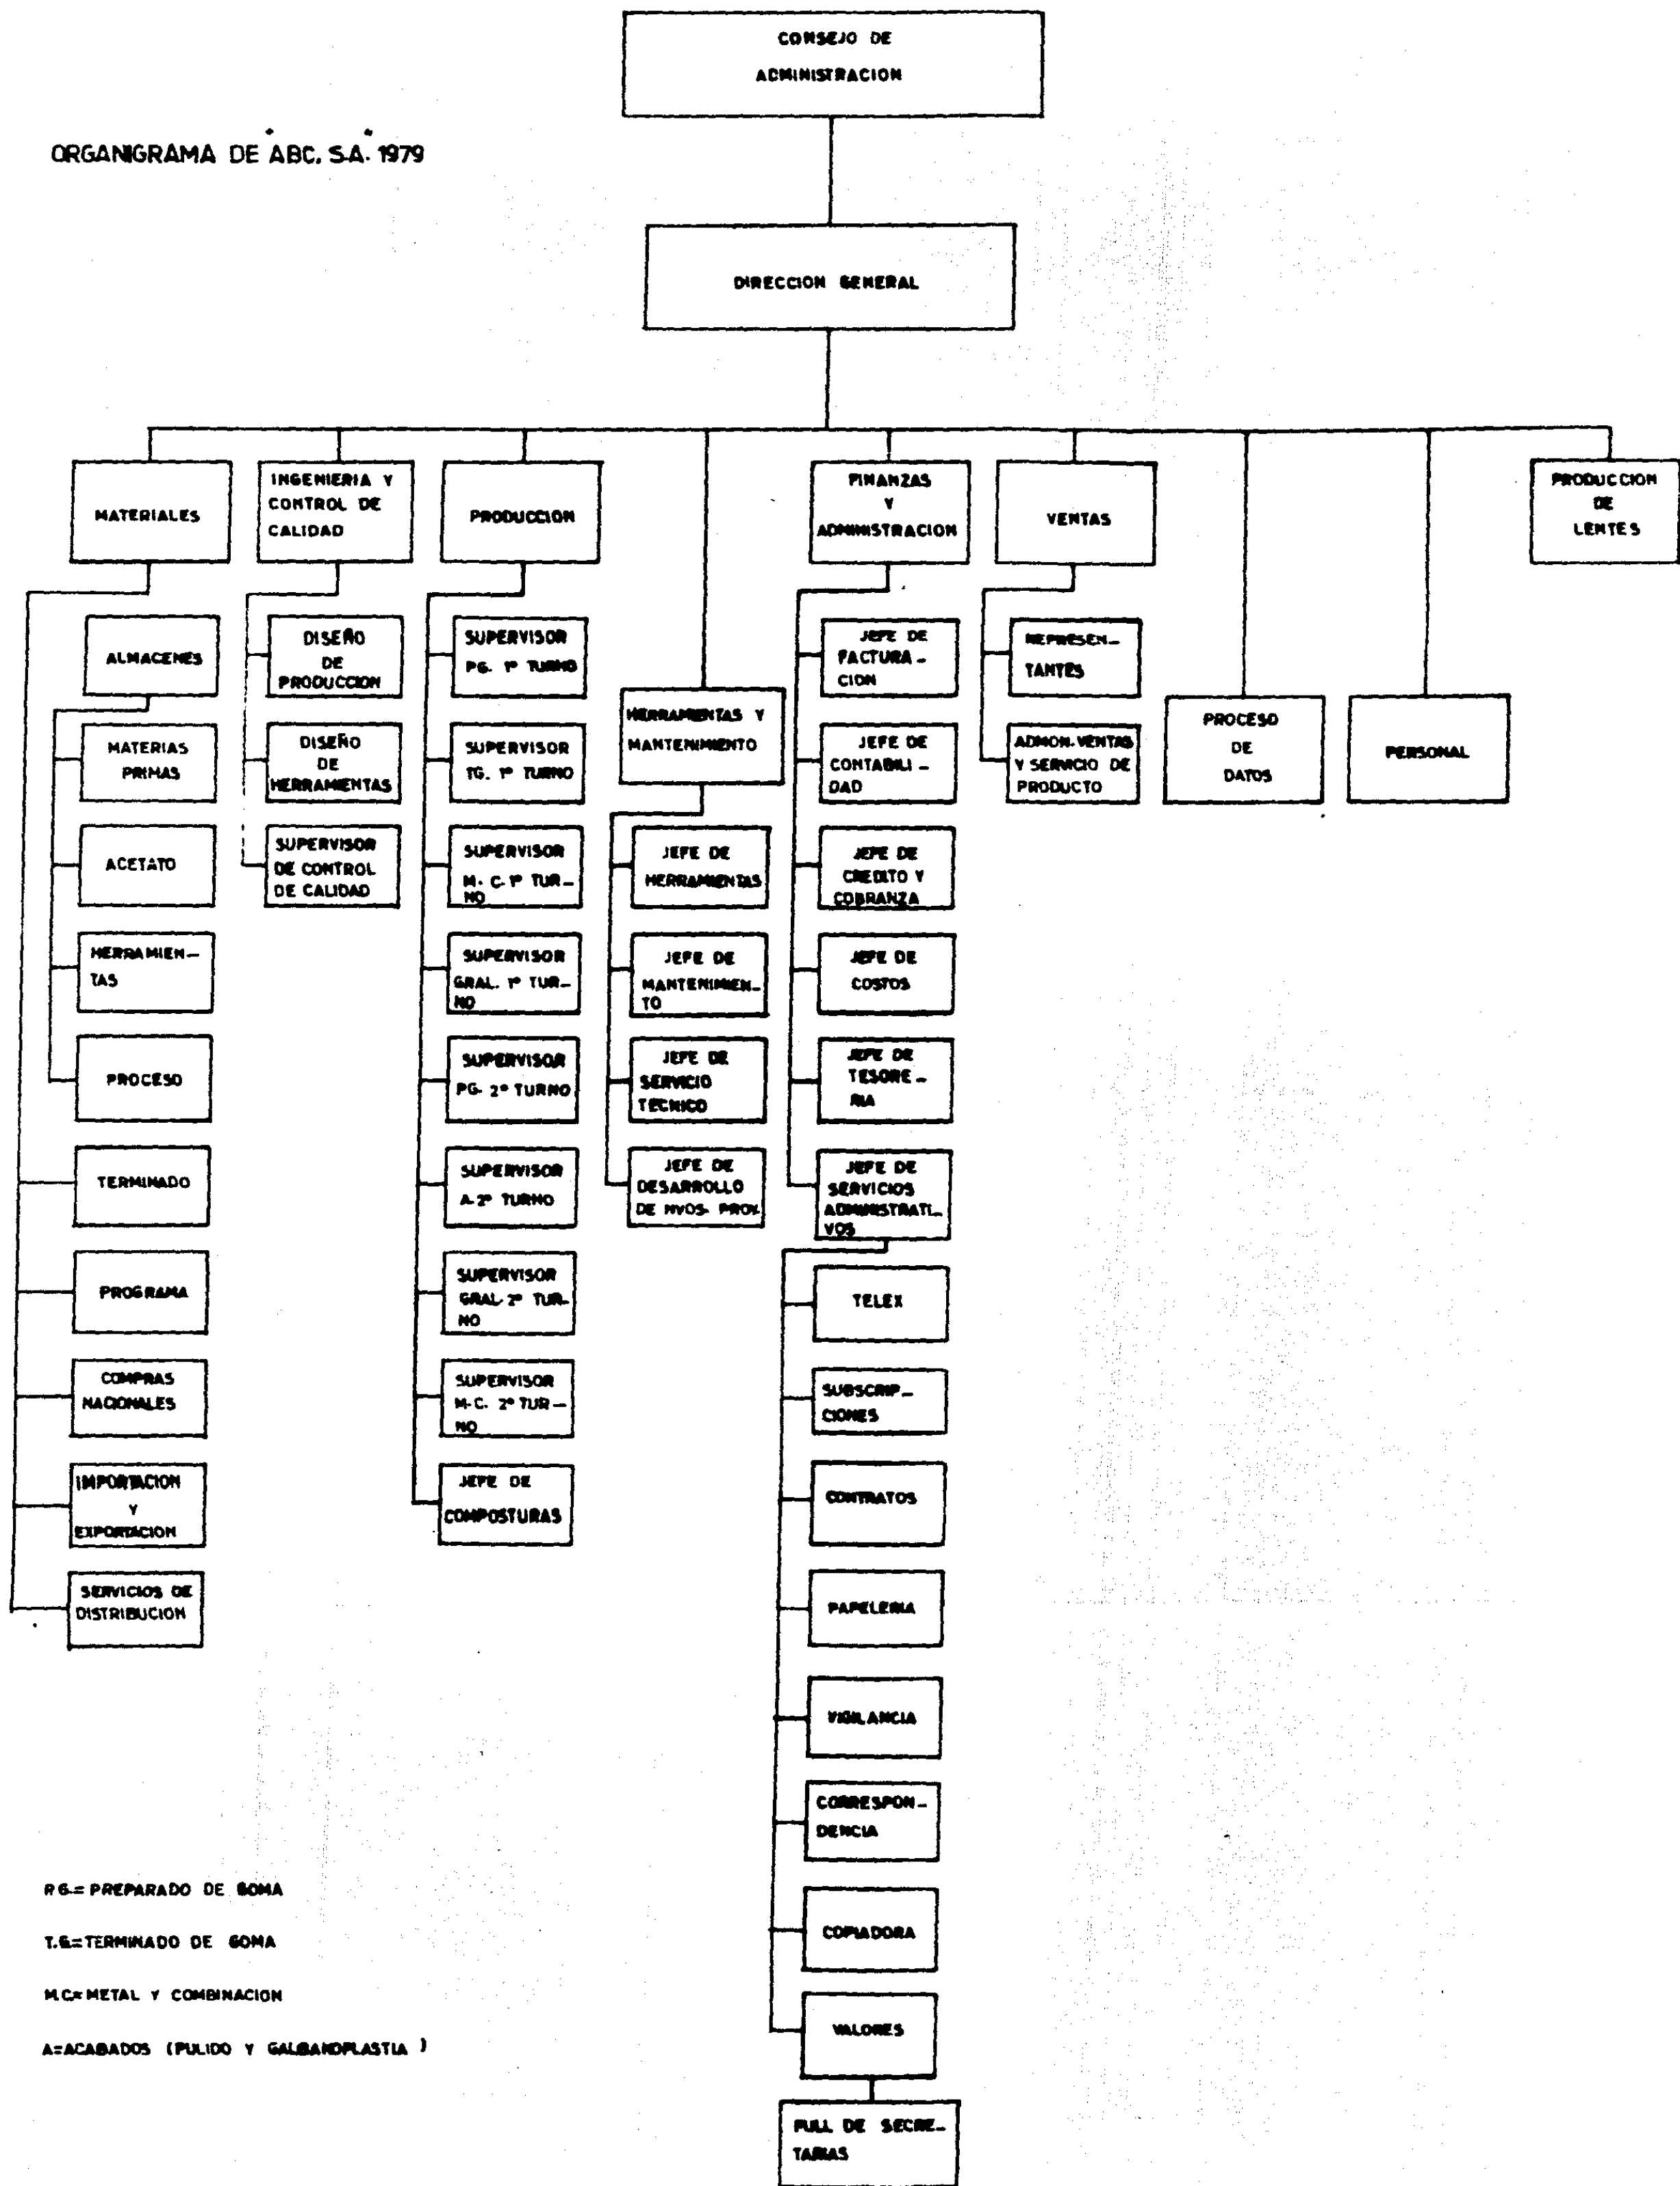 CONSEJO DE
ADMINISTRACION
ORGANIGRAMA DE "ABC, S.A." 1979
DIRECCION GENERAL
MATERIALES
INGENIERIA Y
CONTROL DE
CALIDAD
PRODUCCION
FINANZAS
Y
ADMINISTRACION
VENTAS
PRODUCCION
DE
LENTES
HERRAMIENTAS Y
MANTENIMIENTO
PROCESO
DE
DATOS
PERSONAL
ALMACENES
MATERIAS
PRIMAS
ACETATO
HERRAMIEN-
TAS
PROCESO
TERMINADO
PROGRAMA
COMPRAS
NACIONALES
IMPORTACION
Y
EXPORTACION
SERVICIOS DE
DISTRIBUCION
DISEÑO
DE
PRODUCCION
DISEÑO
DE
HERRAMIENTAS
SUPERVISOR
DE CONTROL
DE CALIDAD
SUPERVISOR
PG. 1º TURNO
SUPERVISOR
TG. 1º TURNO
SUPERVISOR
M. C. 1º TUR-
NO
SUPERVISOR
GRAL. 1º TUR-
NO
SUPERVISOR
PG. 2º TURNO
SUPERVISOR
A. 2º TURNO
SUPERVISOR
GRAL. 2º TUR-
NO
SUPERVISOR
M.C. 2º TUR-
NO
JEFE DE
COMPOSTURAS
JEFE DE
HERRAMIENTAS
JEFE DE
MANTENIMIEN-
TO
JEFE DE
SERVICIO
TECNICO
JEFE DE
DESARROLLO
DE NVOS. PROY.
JEFE DE
FACTURA-
CION
JEFE DE
CONTABILI-
DAD
JEFE DE
CREDITO Y
COBRANZA
JEFE DE
COSTOS
JEFE DE
TESORE-
RIA
JEFE DE
SERVICIOS
ADMINISTRATI-
VOS
TELEX
SUBSCRIP-
CIONES
CONTRATOS
PAPELERIA
VIGILANCIA
CORRESPON-
DENCIA
COPIADORA
VALORES
PULL DE SECRE-
TARIAS
REPRESEN-
TANTES
ADMON. VENTAS
Y SERVICIO DE
PRODUCTO
P.G.= PREPARADO DE GOMA
T.G.= TERMINADO DE GOMA
M.C.= METAL Y COMBINACION
A= ACABADOS (PULIDO Y GALBANOPLASTIA )